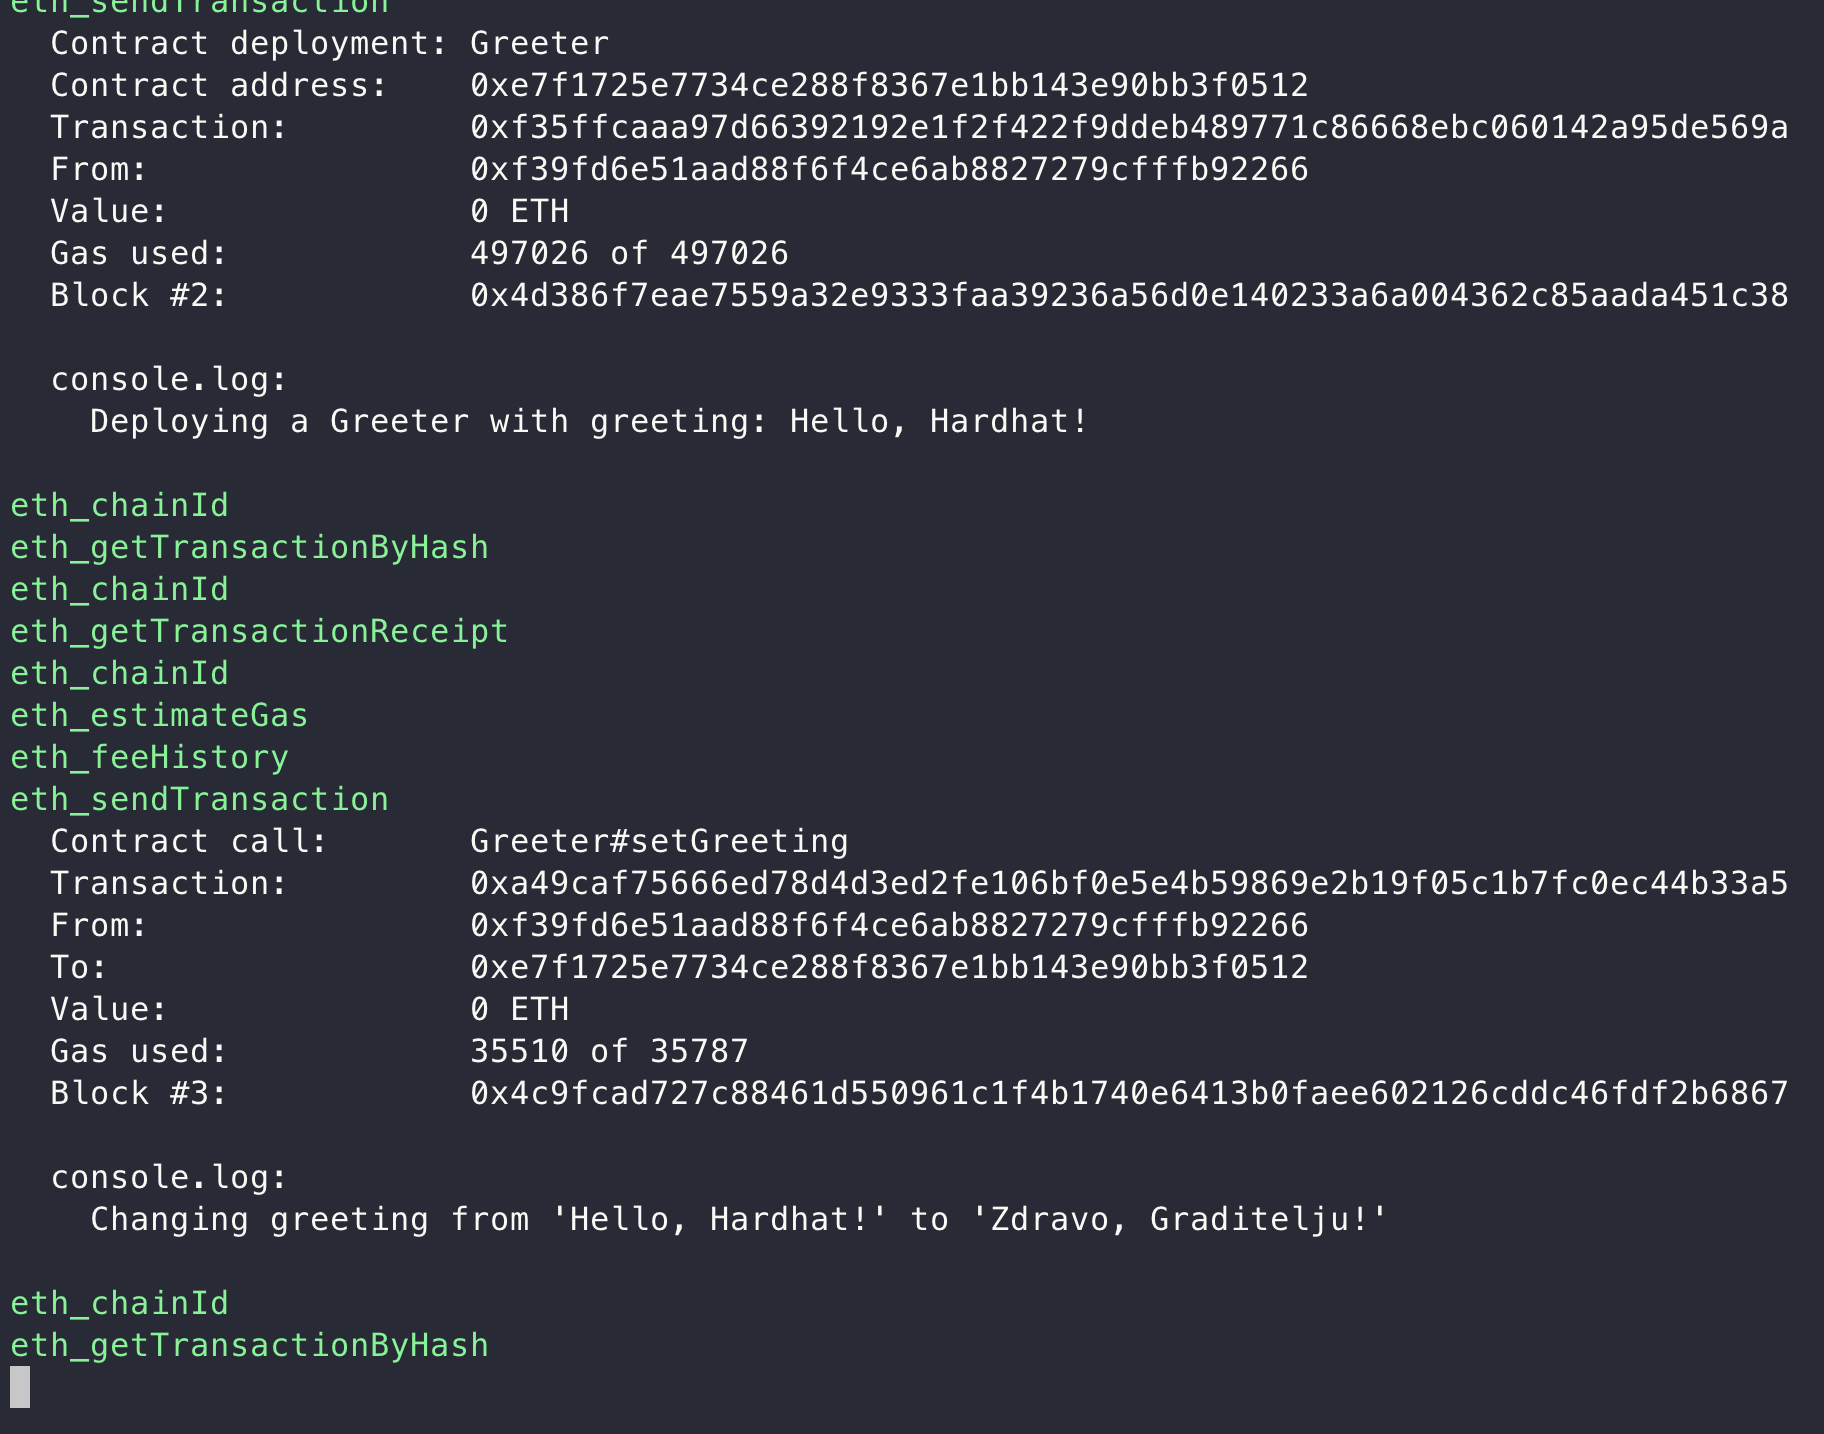 eth_sendTransaction
Contract deployment: Greeter
Contract address: 0xe7f1725e7734ce288f8367e1bb143e90bb3f0512
Transaction: 0xf35ffcaaa97d66392192e1f2f422f9ddeb489771c86668ebc060142a95de569a
From: 0xf39fd6e51aad88f6f4ce6ab8827279cfffb92266
Value: 0 ETH
Gas used: 497026 of 497026
Block #2: 0x4d386f7eae7559a32e9333faa39236a56d0e140233a6a004362c85aada451c38
console.log:
Deploying a Greeter with greeting: Hello, Hardhat!
eth_chainId
eth_getTransactionByHash
eth_chainId
eth_getTransactionReceipt
eth_chainId
eth_estimateGas
eth_feeHistory
eth_sendTransaction
Contract call: Greeter#setGreeting
Transaction: 0xa49caf75666ed78d4d3ed2fe106bf0e5e4b59869e2b19f05c1b7fc0ec44b33a5
From: 0xf39fd6e51aad88f6f4ce6ab8827279cfffb92266
To: 0xe7f1725e7734ce288f8367e1bb143e90bb3f0512
Value: 0 ETH
Gas used: 35510 of 35787
Block #3: 0x4c9fcad727c88461d550961c1f4b1740e6413b0faee602126cddc46fdf2b6867
console.log:
Changing greeting from 'Hello, Hardhat!' to 'Zdravo, Graditelju!'
eth_chainId
eth_getTransactionByHash